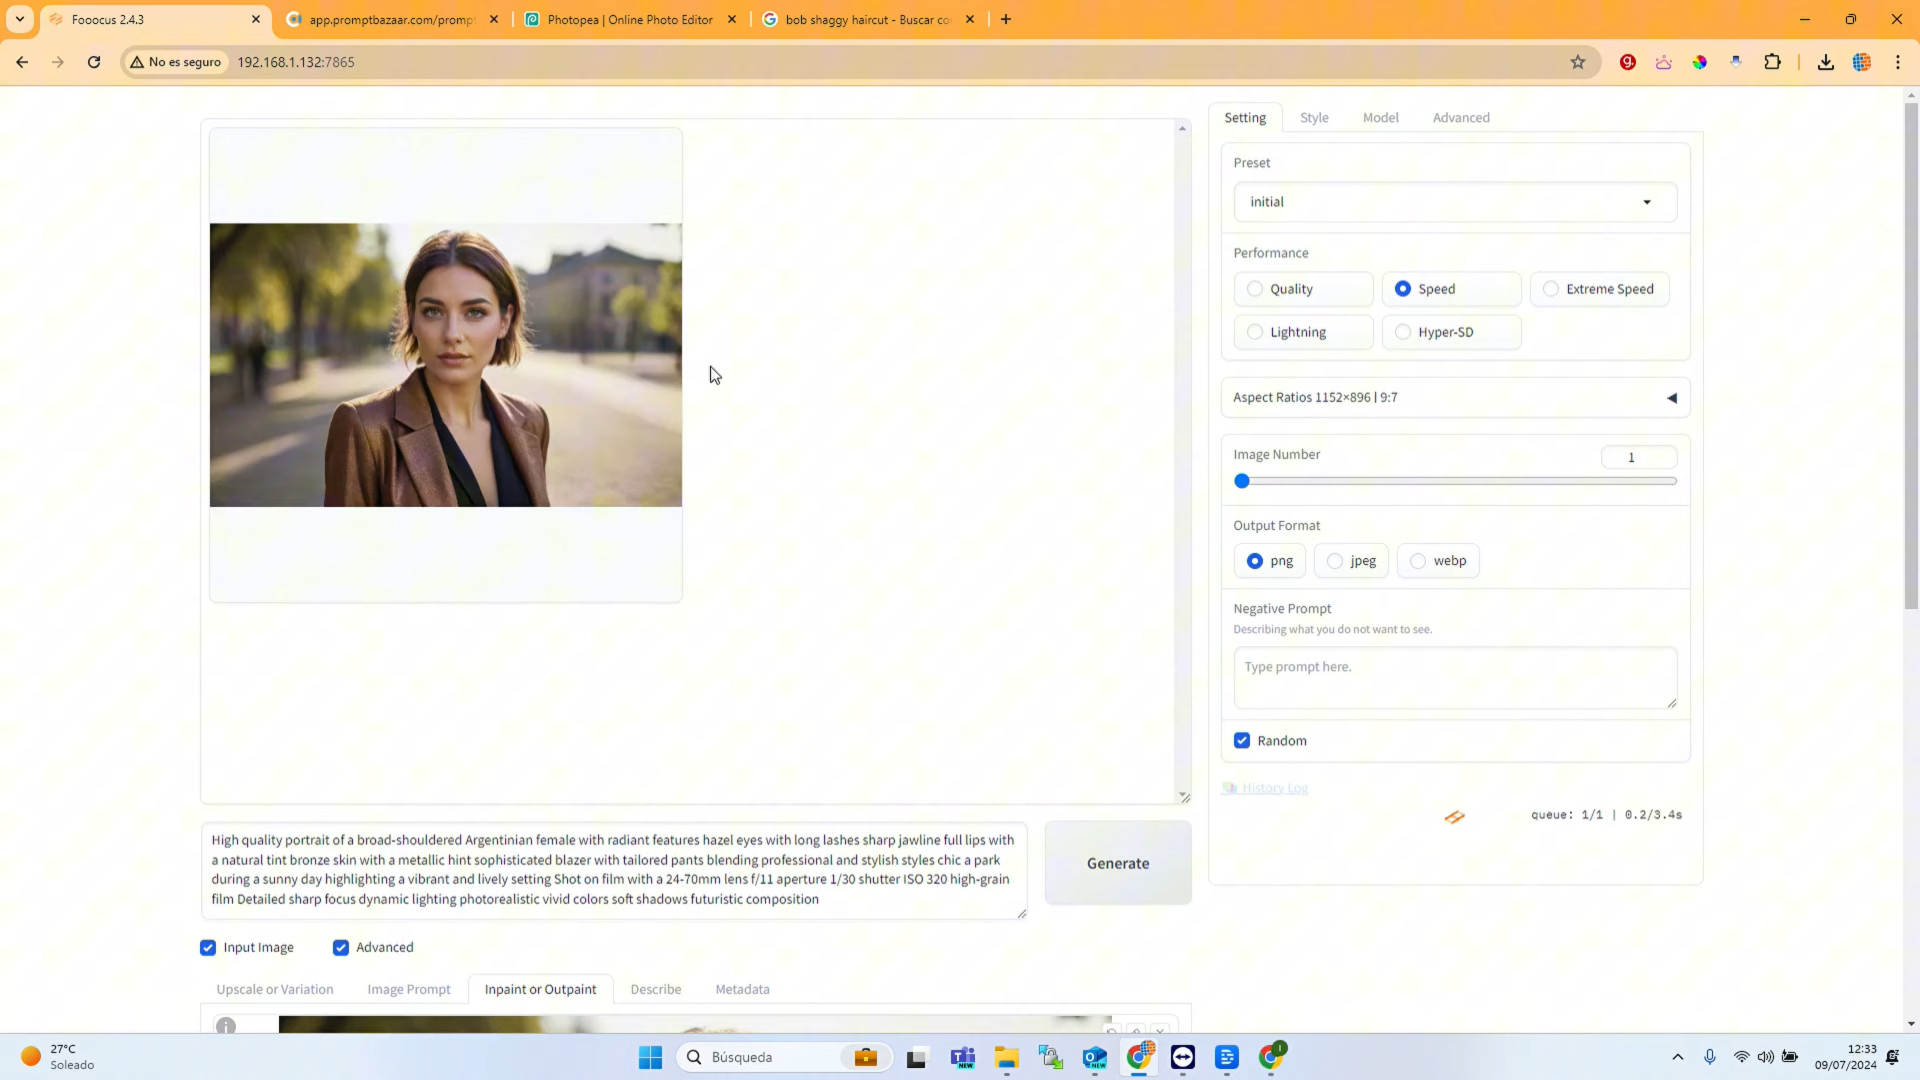 Fooocus 2.4.3
app.promptbazaar.com/promp
Photopea | Online Photo Editor
bob shaggy haircut - Buscar co
No es seguro
192.168.1.132:7865
Setting
Style
Model
Advanced
Preset
initial
Performance
Quality
Speed
Extreme Speed
Lightning
Hyper-SD
Aspect Ratios 1152×896 | 9:7
Image Number
1
Output Format
png
jpeg
webp
Negative Prompt
Describing what you do not want to see.
Type prompt here.
Random
History Log
queue: 1/1 | 0.2/3.4s
High quality portrait of a broad-shouldered Argentinian female with radiant features hazel eyes with long lashes sharp jawline full lips with
a natural tint bronze skin with a metallic hint sophisticated blazer with tailored pants blending professional and stylish styles chic a park
during a sunny day highlighting a vibrant and lively setting Shot on film with a 24-70mm lens f/11 aperture 1/30 shutter ISO 320 high-grain
film Detailed sharp focus dynamic lighting photorealistic vivid colors soft shadows futuristic composition
Generate
Input Image
Advanced
Upscale or Variation
Image Prompt
Inpaint or Outpaint
Describe
Metadata
27°C
Soleado
Búsqueda
12:33
09/07/2024